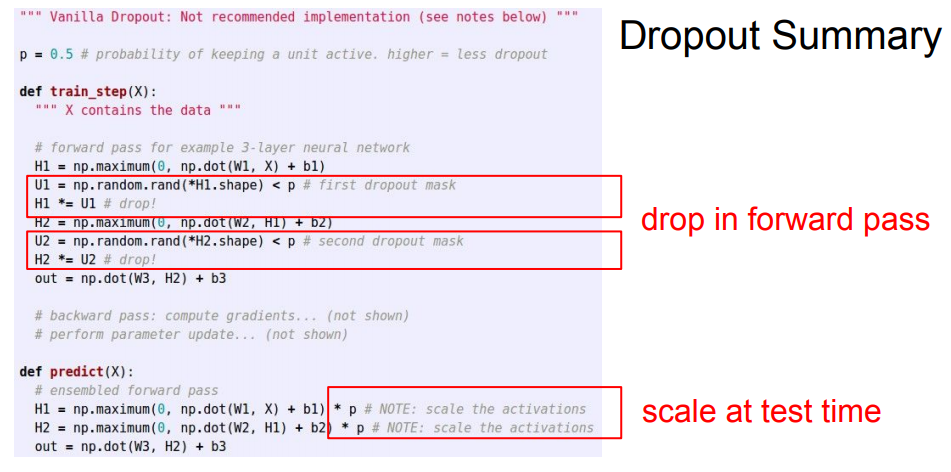 """ Vanilla Dropout: Not recommended implementation (see notes below) """
Dropout Summary
p = 0.5 # probability of keeping a unit active. higher = less dropout
def train_step(X):
""" X contains the data """
# forward pass for example 3-layer neural network
H1 = np.maximum(0, np.dot(W1, X) + b1)
U1 = np.random.rand(*H1.shape) < p # first dropout mask
H1 *= U1 # drop!
drop in forward pass
H2 = np.maximum(0, np.dot(W2, H1) + b2)
U2 = np.random.rand(*H2.shape) < p # second dropout mask
H2 *= U2 # drop!
out = np.dot(W3, H2) + b3
# backward pass: compute gradients... (not shown)
# perform parameter update... (not shown)
def predict(X):
# ensembled forward pass
H1 = np.maximum(0, np.dot(W1, X) + b1) * p # NOTE: scale the activations
scale at test time
H2 = np.maximum(0, np.dot(W2, H1) + b2) * p # NOTE: scale the activations
out = np.dot(W3, H2) + b3